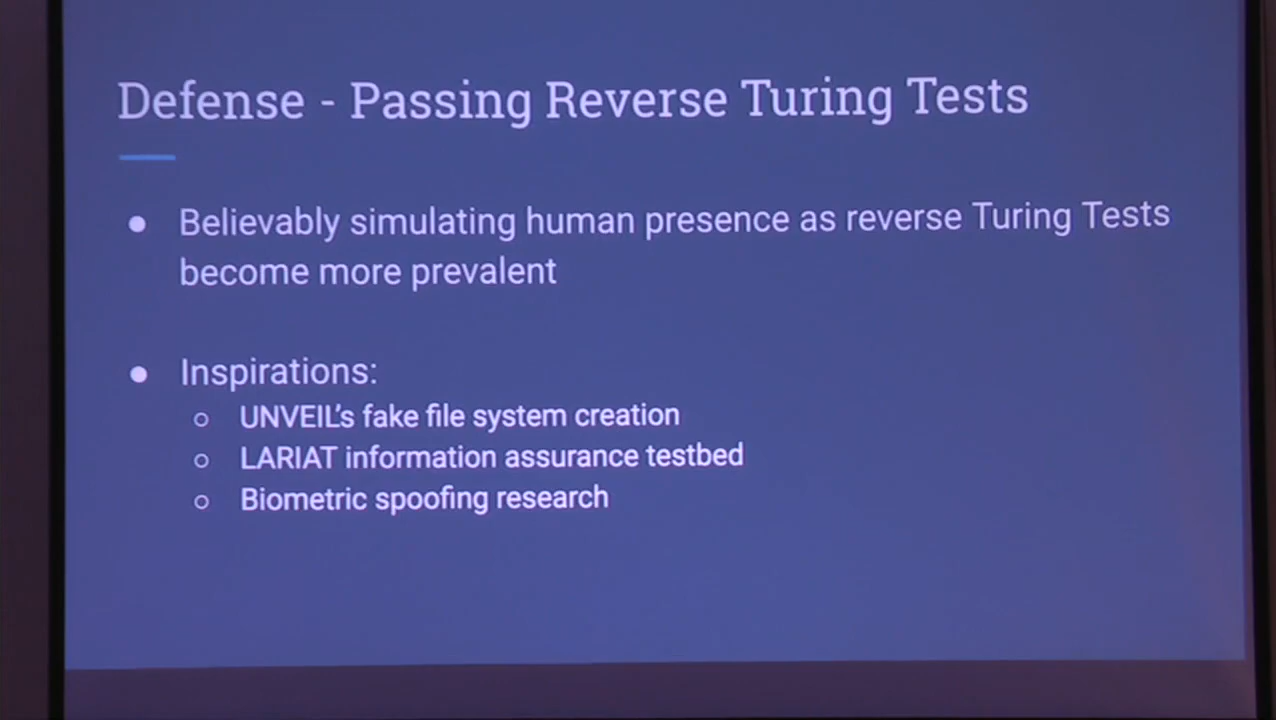 Defense - Passing Reverse Turing Tests
● Believably simulating human presence as reverse Turing Tests
become more prevalent
● Inspirations:
○ UNVEIL's fake file system creation
○ LARIAT information assurance testbed
○ Biometric spoofing research